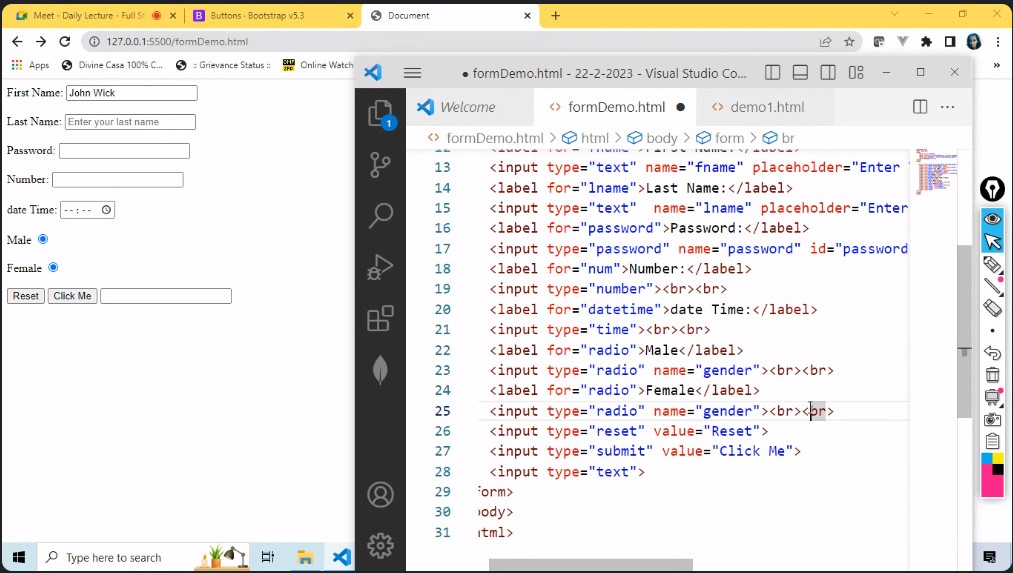 Meet - Daily Lecture - Full St
Buttons · Bootstrap v5.3
Document
127.0.0.1:5500/formDemo.html
Apps
Divine Casa 100% C...
:: Grievance Status ::
Online Watch
First Name: John Wick
Last Name: Enter your last name
Password:
Number:
date Time: --:--
Male
Female
Reset Click Me
formDemo.html - 22-2-2023 - Visual Studio Co...
1
Welcome
formDemo.html
demo1.html
formDemo.html > html > body > form > br
13 <input type="text" name="fname" placeholder="Enter
14 <label for="lname">Last Name:</label>
15 <input type="text"  name="lname" placeholder="Enter
16 <label for="password">Password:</label>
17 <input type="password" name="password" id="password
18 <label for="num">Number:</label>
19 <input type="number"><br><br>
20 <label for="datetime">date Time:</label>
21 <input type="time"><br><br>
22 <label for="radio">Male</label>
23 <input type="radio" name="gender"><br><br>
24 <label for="radio">Female</label>
25 <input type="radio" name="gender"><br><br>
26 <input type="reset" value="Reset">
27 <input type="submit" value="Click Me">
28 <input type="text">
29 form>
30 body>
31 html>
Type here to search